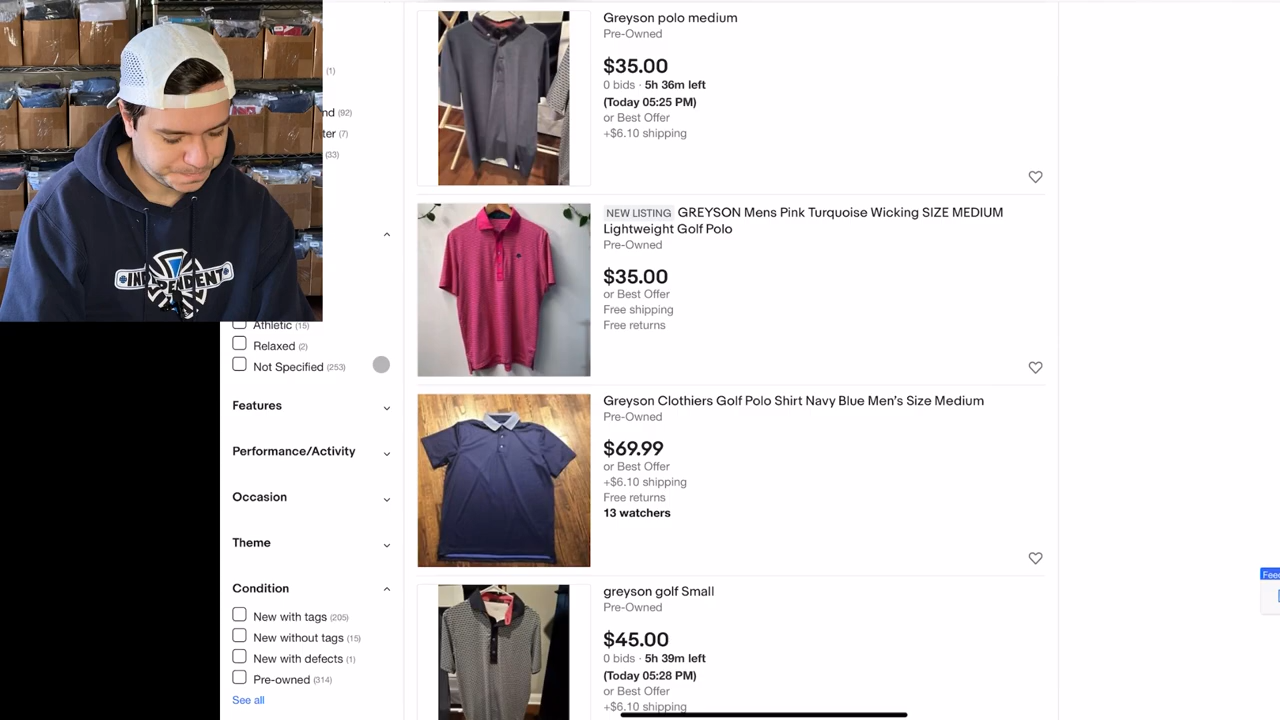 (1)
nd (92)
ter (7)
(33)
INDEPENDENT
Athletic (15)
Relaxed (2)
Not Specified (253)
Features
Performance/Activity
Occasion
Theme
Condition
New with tags (205)
New without tags (15)
New with defects (1)
Pre-owned (314)
See all
Greyson polo medium
Pre-Owned
$35.00
0 bids · 5h 36m left
(Today 05:25 PM)
or Best Offer
+$6.10 shipping
NEW LISTING GREYSON Mens Pink Turquoise Wicking SIZE MEDIUM
Lightweight Golf Polo
Pre-Owned
$35.00
or Best Offer
Free shipping
Free returns
Greyson Clothiers Golf Polo Shirt Navy Blue Men's Size Medium
Pre-Owned
$69.99
or Best Offer
+$6.10 shipping
Free returns
13 watchers
greyson golf Small
Pre-Owned
$45.00
0 bids · 5h 39m left
(Today 05:28 PM)
or Best Offer
+$6.10 shipping
Feed